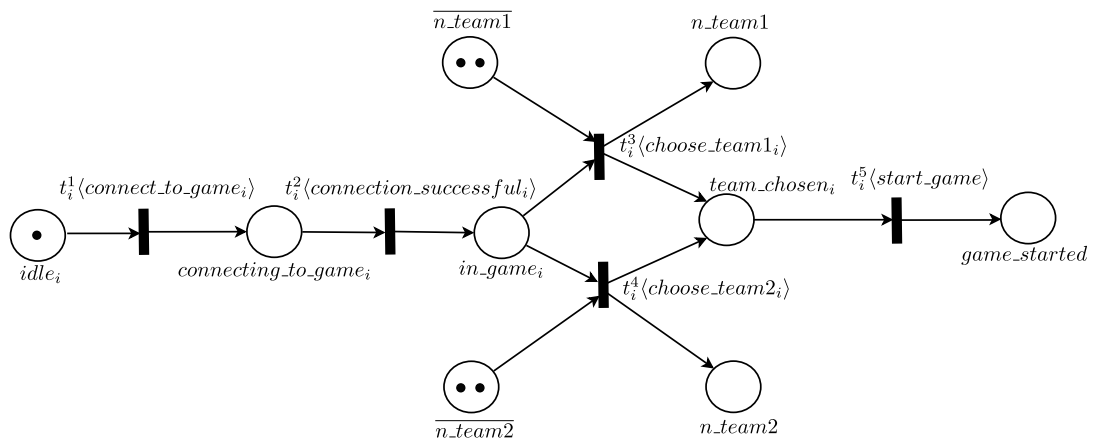 n_team1
n_team1
t_i^3⟨choose_team1_i⟩
t_i^1⟨connect_to_game_i⟩
t_i^2⟨connection_successful_i⟩
team_chosen_i
t_i^5⟨start_game⟩
idle_i
connecting_to_game_i
in_game_i
game_started
t_i^4⟨choose_team2_i⟩
n_team2
n_team2